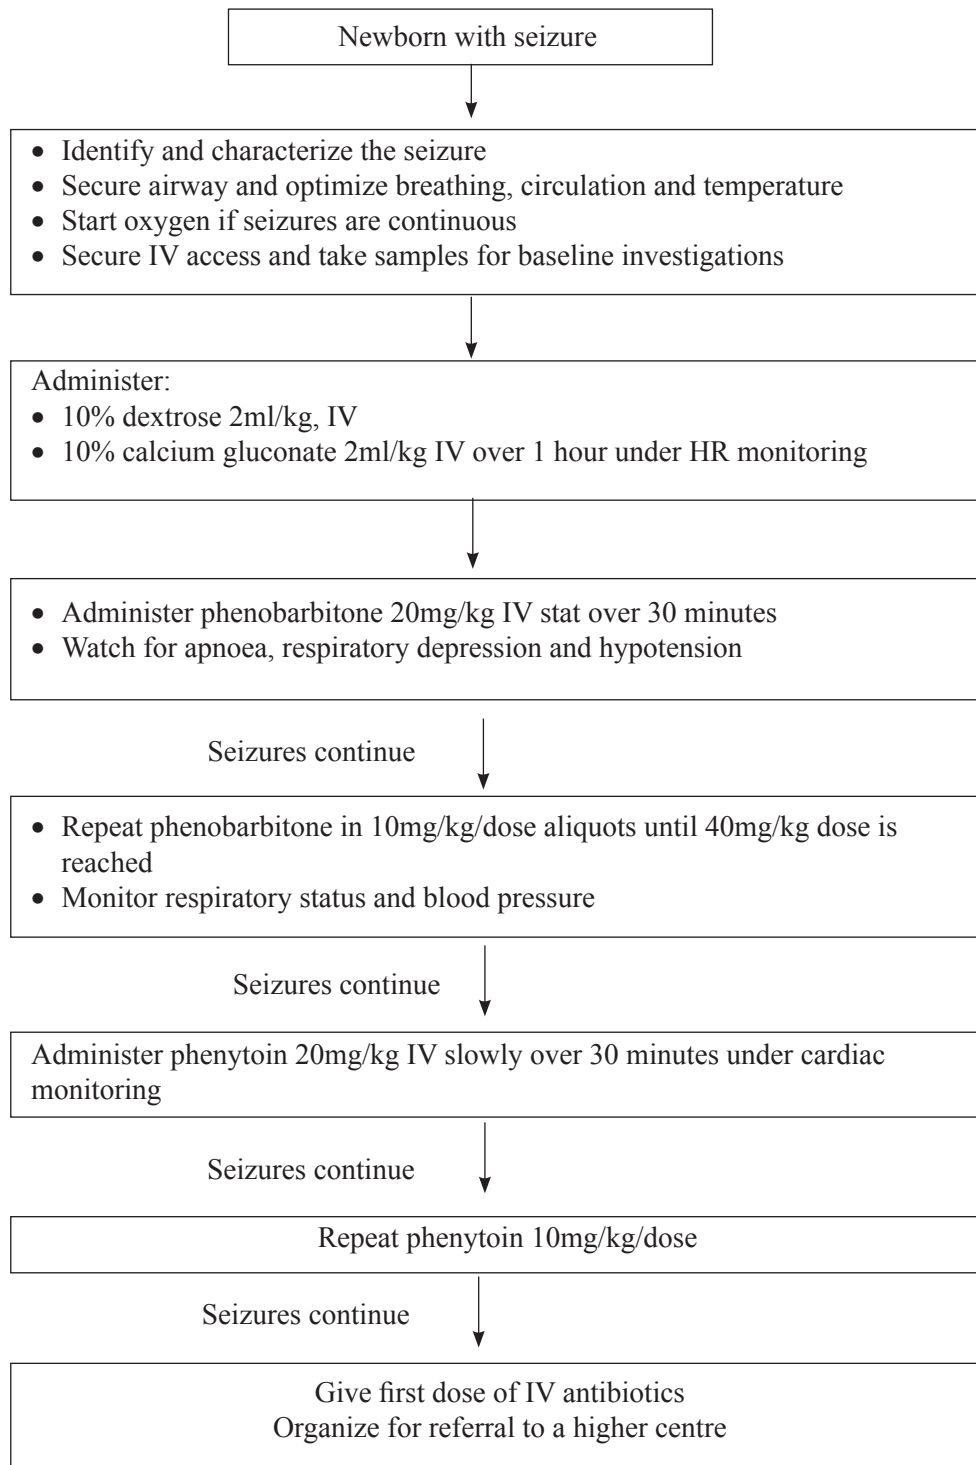 Newborn with seizure
• Identify and characterize the seizure
• Secure airway and optimize breathing, circulation and temperature
• Start oxygen if seizures are continuous
• Secure IV access and take samples for baseline investigations
Administer:
• 10% dextrose 2ml/kg, IV
• 10% calcium gluconate 2ml/kg IV over 1 hour under HR monitoring
• Administer phenobarbitone 20mg/kg IV stat over 30 minutes
• Watch for apnoea, respiratory depression and hypotension
Seizures continue
• Repeat phenobarbitone in 10mg/kg/dose aliquots until 40mg/kg dose is
reached
• Monitor respiratory status and blood pressure
Seizures continue
Administer phenytoin 20mg/kg IV slowly over 30 minutes under cardiac
monitoring
Seizures continue
Repeat phenytoin 10mg/kg/dose
Seizures continue
Give first dose of IV antibiotics
Organize for referral to a higher centre